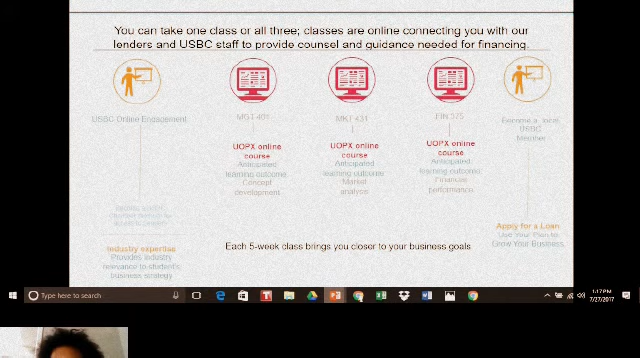 You can take one class or all three; classes are online connecting you with our
lenders and USBC staff to provide counsel and guidance needed for financing.
USBC Online Engagement
Industry expertise
Provides industry
relevance to student's
business strategy
MGT 401
UOPX online
course
Anticipated
learning outcome:
Concept
development
MKT 431
UOPX online
course
Anticipated
learning outcome:
Market
analysis
FIN 375
UOPX online
course
Anticipated
learning outcome:
Financial
performance
Become a local
USBC
Member
Apply for a Loan
Use Your Plan to
Grow Your Business
Each 5-week class brings you closer to your business goals
Type here to search
1:17 PM
7/27/2017